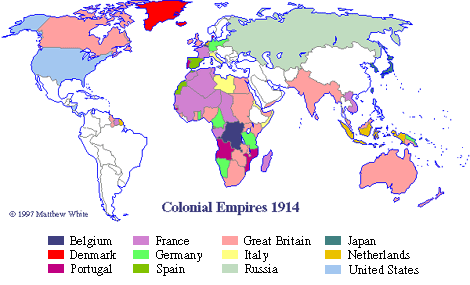 © 1997 Matthew White
Colonial Empires 1914
Belgium France Great Britain Japan
Denmark Germany Italy Netherlands
Portugal Spain Russia United States